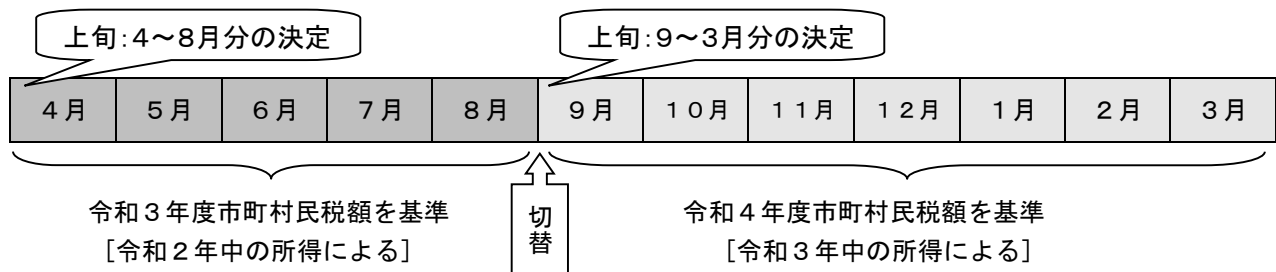 上旬：４～８月分の決定
上旬：９～３月分の決定
４月 ５月 ６月 ７月 ８月 ９月 １０月 １１月 １２月 １月 ２月 ３月
令和３年度市町村民税額を基準
［令和２年中の所得による］
切替
令和４年度市町村民税額を基準
［令和３年中の所得による］